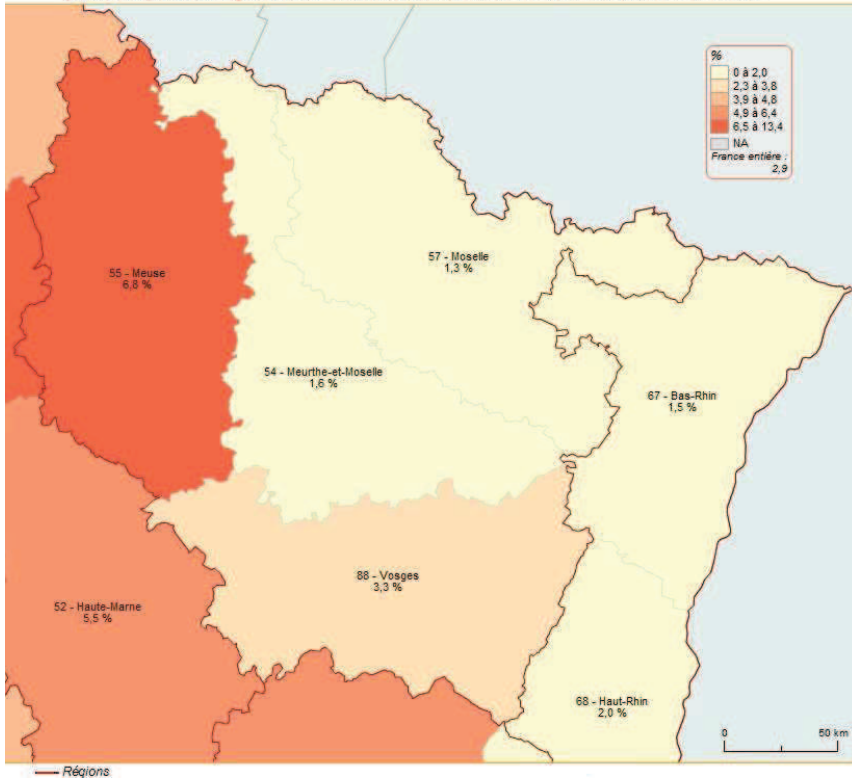 %
0 à 2,0
2,3 à 3,8
3,9 à 4,8
4,9 à 6,4
6,5 à 13,4
NA
France entière :
2,9
57 - Moselle
1,3 %
55 - Meuse
6,8 %
54 - Meurthe-et-Moselle
1,6 %
67 - Bas-Rhin
1,5 %
88 - Vosges
3,3 %
52 - Haute-Marne
5,5 %
68 - Haut-Rhin
2,0 %
0 50 km
Régions